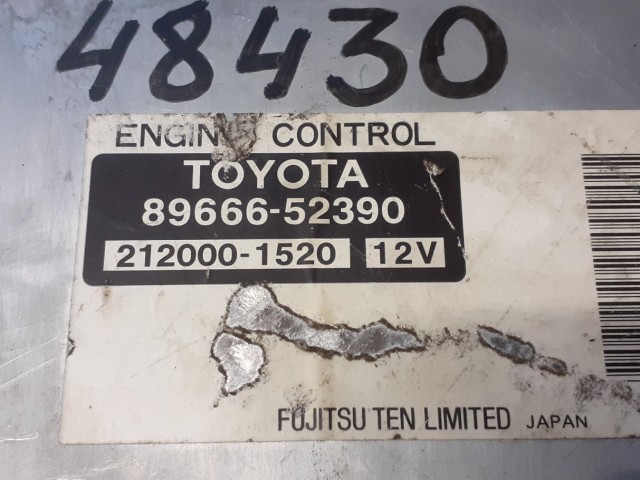 48430
ENGIN CONTROL
TOYOTA
89666-52390
212000-1520 12V
FUJITSU TEN LIMITED JAPAN